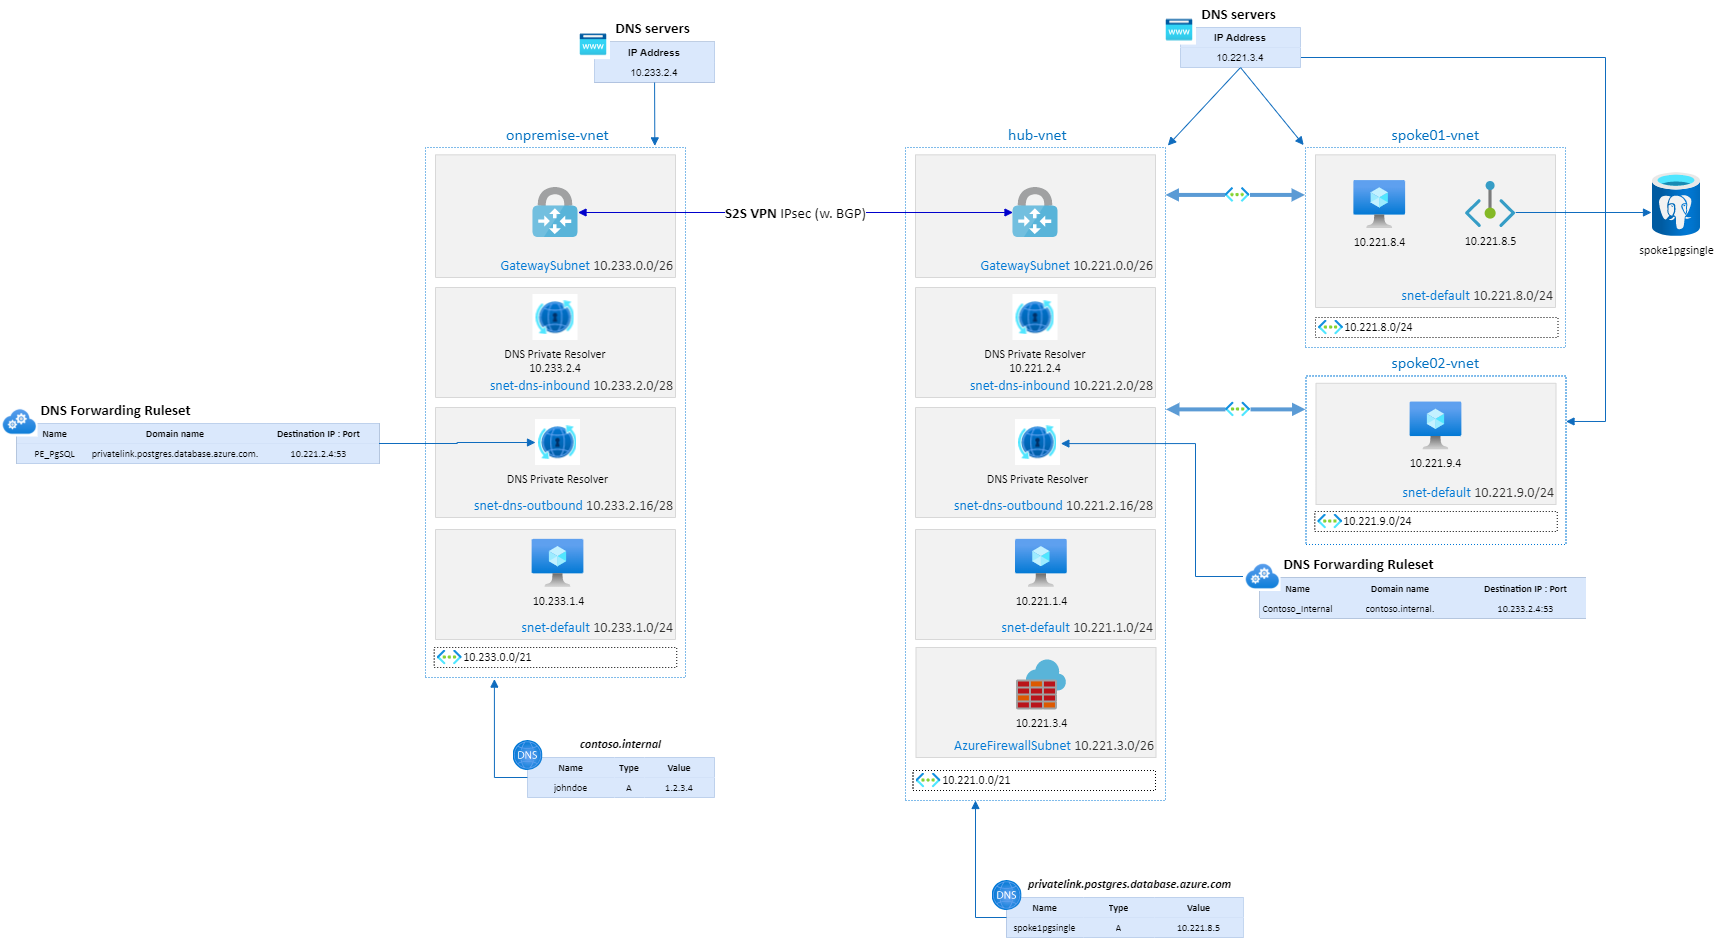 DNS servers
IP Address
10.233.2.4
DNS servers
IP Address
10.221.3.4
www
www
onpremise-vnet
hub-vnet
spoke01-vnet
S2S VPN IPsec (w. BGP)
GatewaySubnet 10.233.0.0/26
GatewaySubnet 10.221.0.0/26
10.221.8.4
10.221.8.5
spoke1pgsingle
snet-default 10.221.8.0/24
10.221.8.0/24
DNS Private Resolver
10.233.2.4
snet-dns-inbound 10.233.2.0/28
DNS Private Resolver
10.221.2.4
snet-dns-inbound 10.221.2.0/28
spoke02-vnet
10.221.9.4
snet-default 10.221.9.0/24
10.221.9.0/24
DNS Forwarding Ruleset
Name Domain name Destination IP : Port
PE_PgSQL privatelink.postgres.database.azure.com. 10.221.2.4:53
DNS Private Resolver
snet-dns-outbound 10.233.2.16/28
DNS Private Resolver
snet-dns-outbound 10.221.2.16/28
DNS Forwarding Ruleset
Name Domain name Destination IP : Port
Contoso_Internal contoso.internal. 10.233.2.4:53
10.233.1.4
snet-default 10.233.1.0/24
10.233.0.0/21
10.221.1.4
snet-default 10.221.1.0/24
10.221.3.4
AzureFirewallSubnet 10.221.3.0/26
10.221.0.0/21
DNS
contoso.internal
Name Type Value
johndoe A 1.2.3.4
DNS
privatelink.postgres.database.azure.com
Name Type Value
spoke1pgsingle A 10.221.8.5